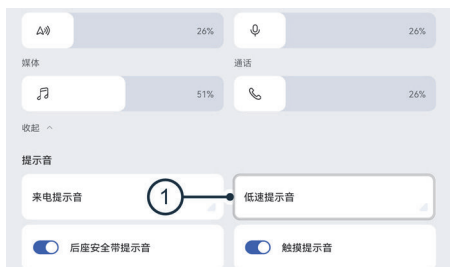 26% 26%
媒体 通话
51% 26%
收起
提示音
来电提示音 1 低速提示音
后座安全带提示音 触摸提示音